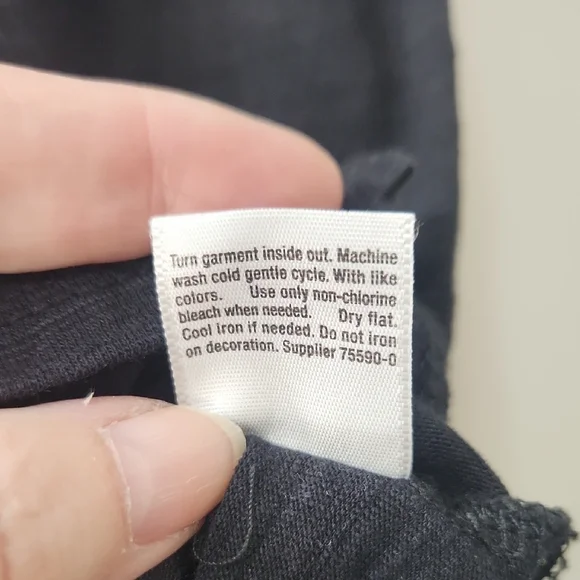 Turn garment inside out. Machine
wash cold gentle cycle. With like
colors. Use only non-chlorine
bleach when needed. Dry flat.
Cool iron if needed. Do not iron
on decoration. Supplier 75590-0